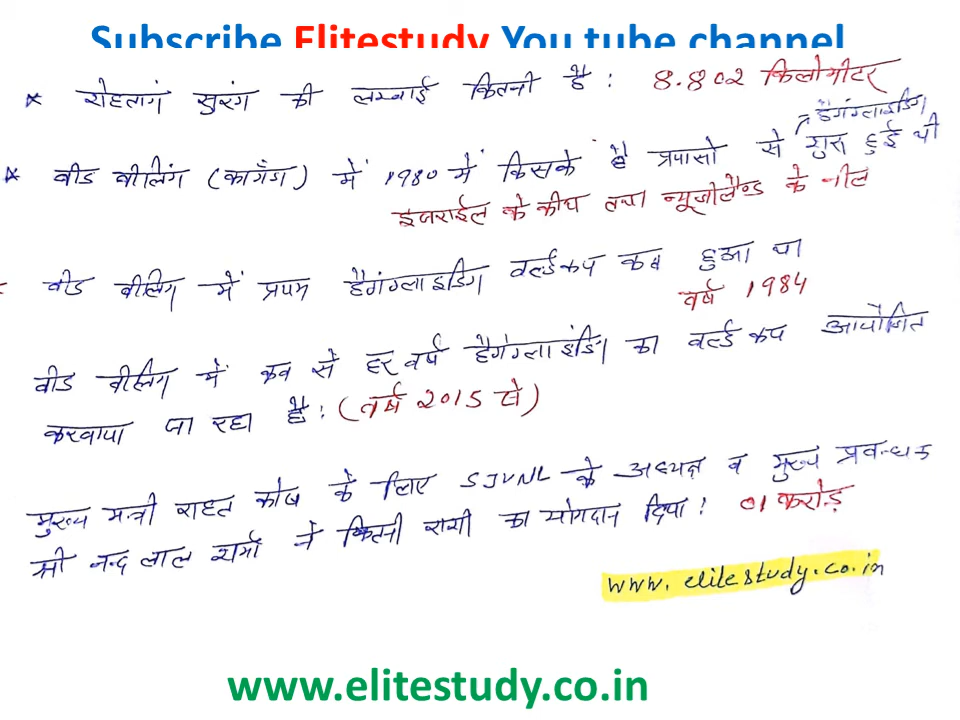 Subscribe Elitestudy You tube channel
* रोहतांग सुरंग की लम्बाई कितनी है : 8.802 किलोमीटर
हैंगंग्लाइडिंग
* बीड बीलिंग (काँगड़ा) में 1980 में किसके प्रयासो से शुरु हुई थी
इजराईल के कीथ तथा न्यूजीलैण्ड के नील
बीड बीलिंग में प्रथम हैंगंग्लाइडिंग वर्ल्डकप कब हुआ था
वर्ष 1984
बीड बीलिंग में कब से हर वर्ष हैगंग्लाइडिंग का वर्ल्ड कप आयोजित
करवाया जा रहा है : (वर्ष 2015 से)
मुख्य मन्त्री राहत कोष के लिए SJVNL के अध्यक्ष व मुख्य प्रबन्धक
श्री नन्द लाल शर्मा ने कितनी राशी का योगदान दिया : 01 करोड़
www.elitestudy.co.in
www.elitestudy.co.in